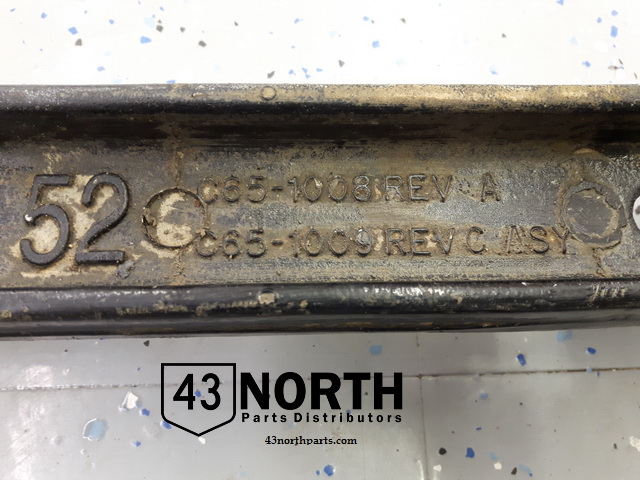 52
C65-1008 REV A
C65-1009 REV C ASY
43 NORTH
Parts Distributors
43northparts.com